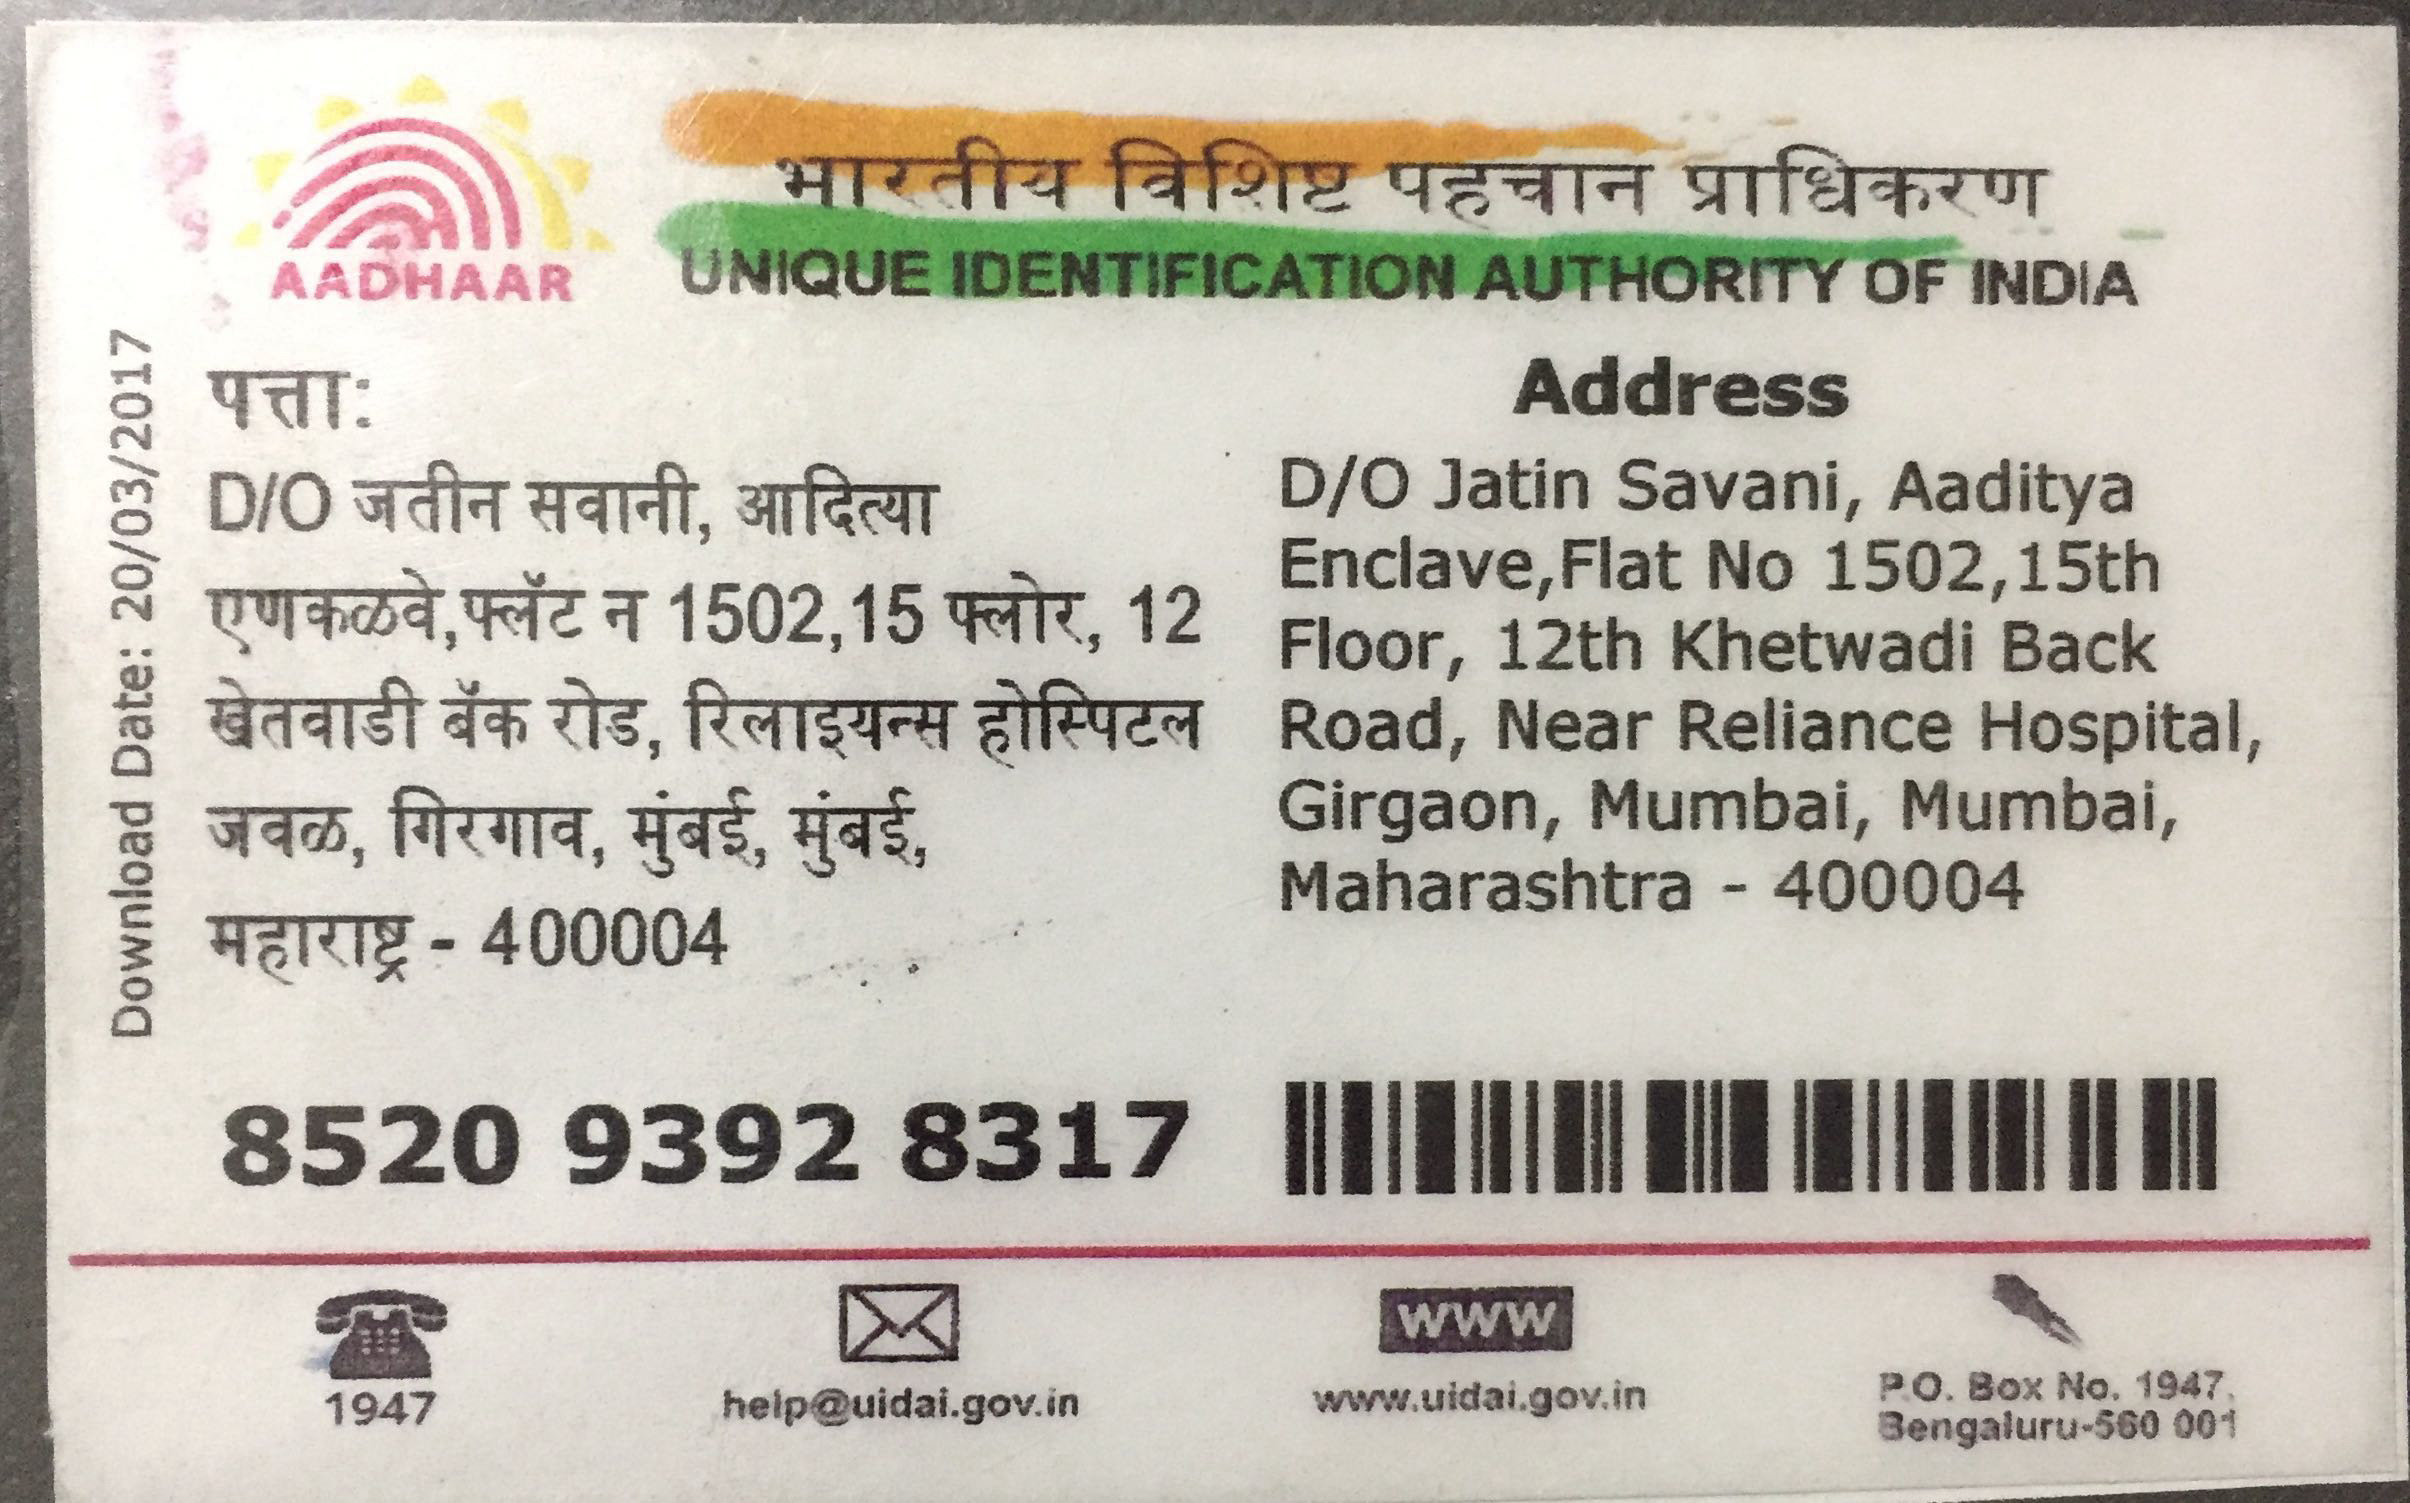 भारतीय विशिष्ट पहचान प्राधिकरण
AADHAAR
UNIQUE IDENTIFICATION AUTHORITY OF INDIA
Download Date: 20/03/2017
पत्ता:
D/O जतीन सवानी, आदित्या
एणकळवे,फ्लॅट न 1502,15 फ्लोर, 12
खेतवाडी बॅक रोड, रिलाइयन्स होस्पिटल
जवळ, गिरगाव, मुंबई, मुंबई,
महाराष्ट्र - 400004
Address
D/O Jatin Savani, Aaditya
Enclave,Flat No 1502,15th
Floor, 12th Khetwadi Back
Road, Near Reliance Hospital,
Girgaon, Mumbai, Mumbai,
Maharashtra - 400004
8520 9392 8317
1947
help@uidai.gov.in
www
www.uidai.gov.in
P.O. Box No. 1947,
Bengaluru-560 001